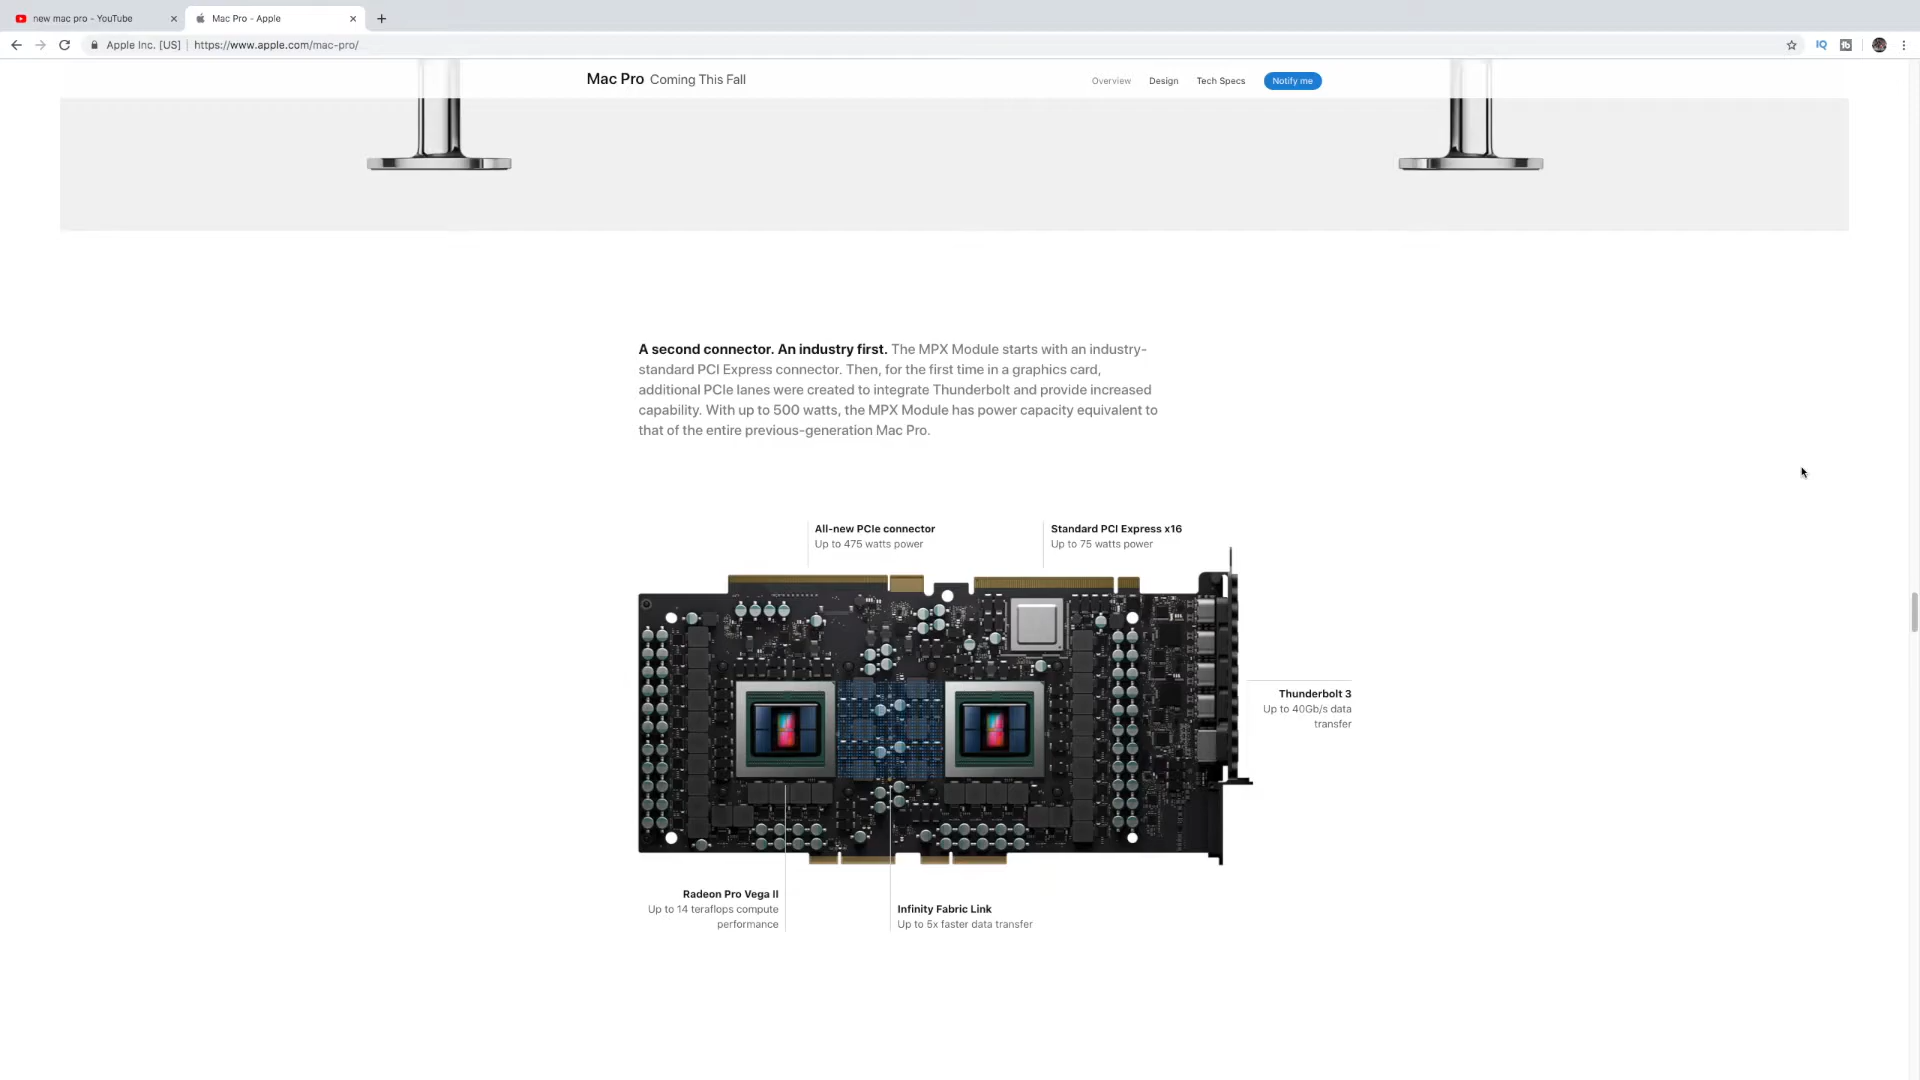 new mac pro - YouTube
Mac Pro - Apple
Apple Inc. [US]
https://www.apple.com/mac-pro/
IQ
Mac Pro Coming This Fall
Overview
Design
Tech Specs
Notify me
A second connector. An industry first. The MPX Module starts with an industry-
standard PCI Express connector. Then, for the first time in a graphics card,
additional PCIe lanes were created to integrate Thunderbolt and provide increased
capability. With up to 500 watts, the MPX Module has power capacity equivalent to
that of the entire previous-generation Mac Pro.
All-new PCIe connector
Up to 475 watts power
Standard PCI Express x16
Up to 75 watts power
Thunderbolt 3
Up to 40Gb/s data
transfer
Radeon Pro Vega II
Up to 14 teraflops compute
performance
Infinity Fabric Link
Up to 5x faster data transfer